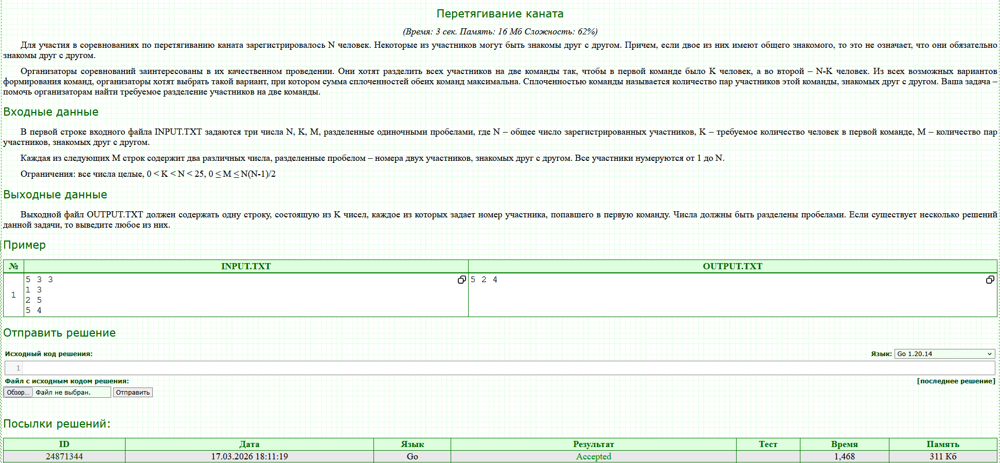 Перетягивание каната
(Время: 3 сек. Память: 16 Мб Сложность: 62%)
Для участия в соревнованиях по перетягиванию каната зарегистрировалось N человек. Некоторые из участников могут быть знакомы друг с другом. Причем, если двое из них имеют общего знакомого, то это не означает, что они обязательно
знакомы друг с другом.
Организаторы соревнований заинтересованы в их качественном проведении. Они хотят разделить всех участников на две команды так, чтобы в первой команде было K человек, а во второй – N-K человек. Из всех возможных вариантов
формирования команд, организаторы хотят выбрать такой вариант, при котором сумма сплоченностей обеих команд максимальна. Сплоченностью команды называется количество пар участников этой команды, знакомых друг с другом. Ваша задача –
помочь организаторам найти требуемое разделение участников на две команды.
Входные данные
В первой строке входного файла INPUT.TXT задаются три числа N, K, M, разделенные одиночными пробелами, где N – общее число зарегистрированных участников, K – требуемое количество человек в первой команде, M – количество пар
участников, знакомых друг с другом.
Каждая из следующих M строк содержит два различных числа, разделенные пробелом – номера двух участников, знакомых друг с другом. Все участники нумеруются от 1 до N.
Ограничения: все числа целые, 0 < K < N < 25, 0 ≤ M ≤ N(N-1)/2
Выходные данные
Выходной файл OUTPUT.TXT должен содержать одну строку, состоящую из K чисел, каждое из которых задает номер участника, попавшего в первую команду. Числа должны быть разделены пробелами. Если существует несколько решений
данной задачи, то выведите любое из них.
Пример
№ INPUT.TXT OUTPUT.TXT
1
5 3 3
1 3
2 5
5 4
5 2 4
Отправить решение
Исходный код решения: Язык: Go 1.20.14
1
Файл с исходным кодом решения: [последнее решение]
Обзор... Файл не выбран. Отправить
Посылки решений:
ID Дата Язык Результат Тест Время Память
24871344 17.03.2026 18:11:19 Go Accepted 1,468 311 Кб